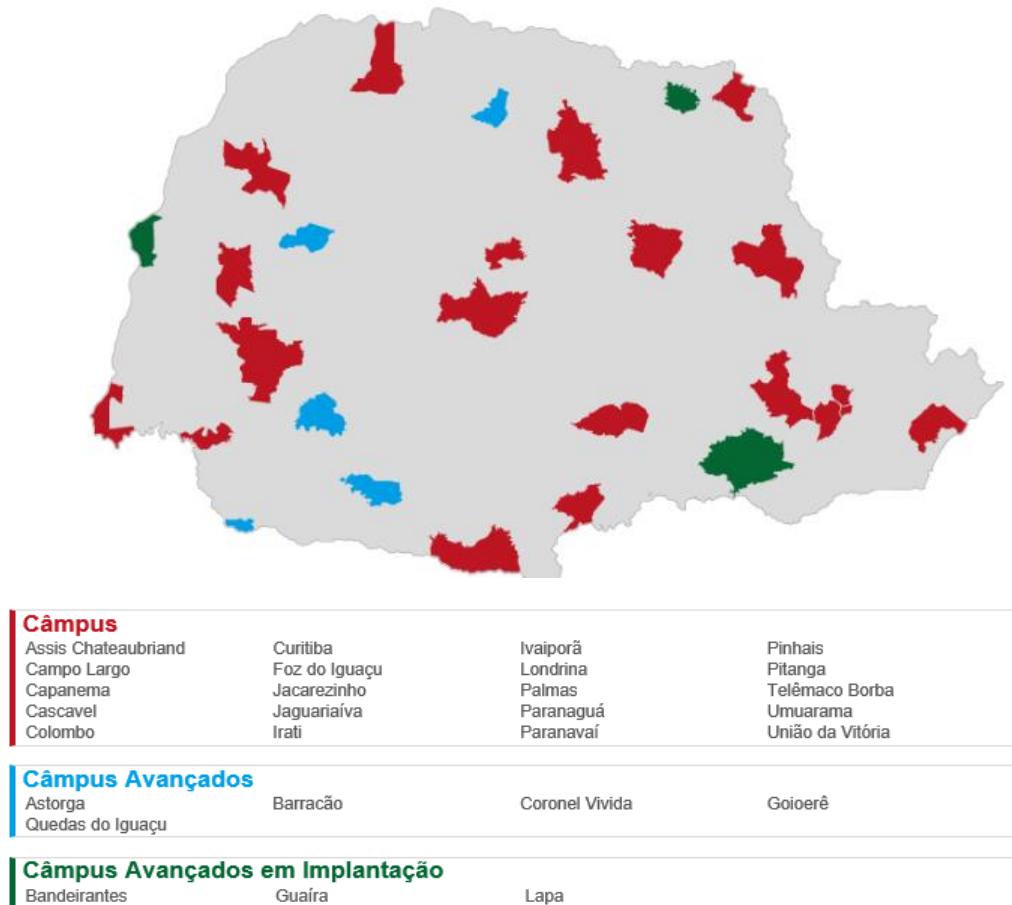 Câmpus
Assis Chateaubriand Curitiba Ivaiporã Pinhais
Campo Largo Foz do Iguaçu Londrina Pitanga
Capanema Jacarezinho Palmas Telêmaco Borba
Cascavel Jaguariaíva Paranaguá Umuarama
Colombo Irati Paranavaí União da Vitória
Câmpus Avançados
Astorga Barracão Coronel Vivida Goioerê
Quedas do Iguaçu
Câmpus Avançados em Implantação
Bandeirantes Guaíra Lapa